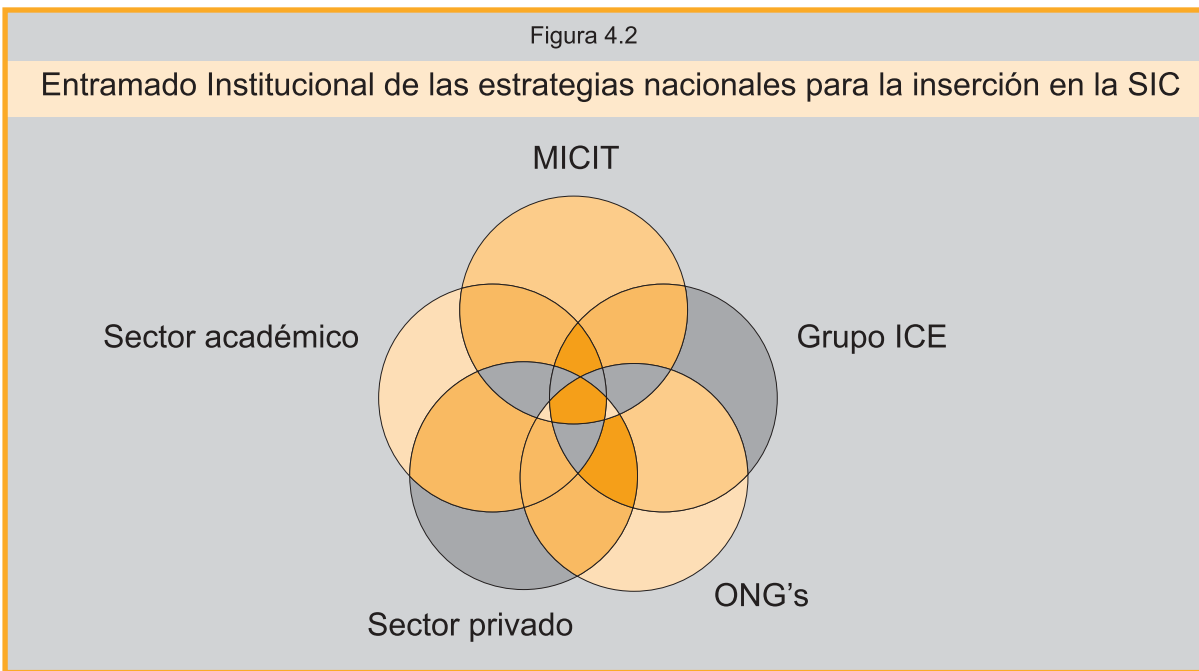 Figura 4.2
Entramado Institucional de las estrategias nacionales para la inserción en la SIC
MICIT
Sector académico
Grupo ICE
ONG's
Sector privado